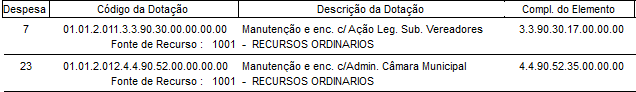 Despesa Código da Dotação Descrição da Dotação Compl. do Elemento
7 01.01.2.011.3.3.90.30.00.00.00.00 Manutenção e enc. c/Ação Leg. Sub. Vereadores 3.3.90.30.17.00.00.00
Fonte de Recurso : 1001 - RECURSOS ORDINARIOS
23 01.01.2.012.4.4.90.52.00.00.00.00 Manutenção e enc. c/Admin. Câmara Municipal 4.4.90.52.35.00.00.00
Fonte de Recurso : 1001 - RECURSOS ORDINARIOS